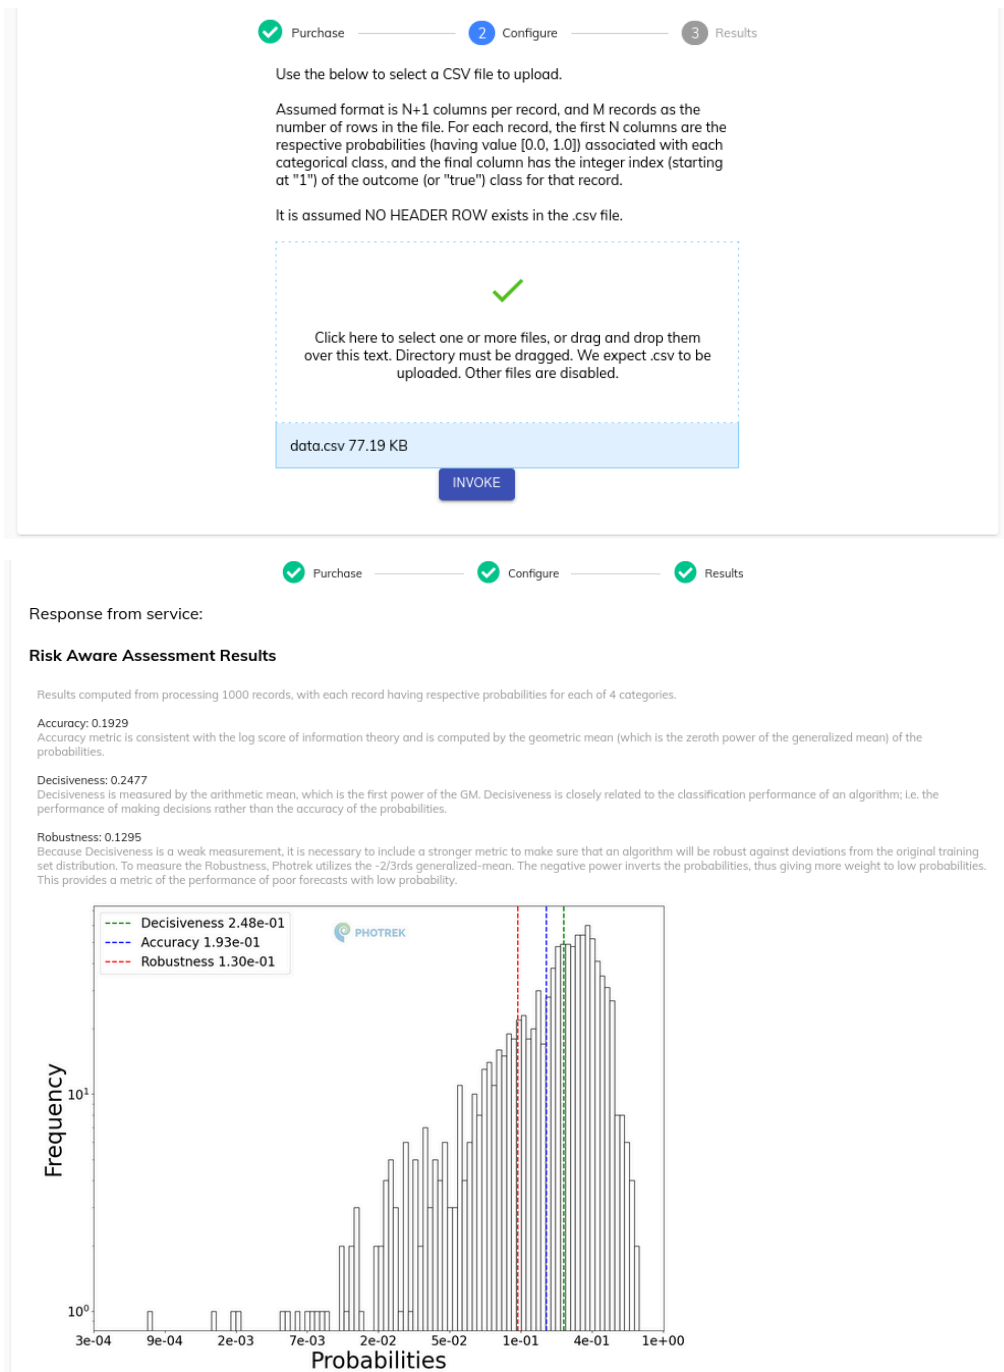 Purchase 2 Configure 3 Results
Use the below to select a CSV file to upload.
Assumed format is N+1 columns per record, and M records as the
number of rows in the file. For each record, the first N columns are the
respective probabilities (having value [0.0, 1.0]) associated with each
categorical class, and the final column has the integer index (starting
at "1") of the outcome (or "true") class for that record.
It is assumed NO HEADER ROW exists in the .csv file.
Click here to select one or more files, or drag and drop them
over this text. Directory must be dragged. We expect .csv to be
uploaded. Other files are disabled.
data.csv 77.19 KB
INVOKE
Purchase Configure Results
Response from service:
Risk Aware Assessment Results
Results computed from processing 1000 records, with each record having respective probabilities for each of 4 categories.
Accuracy: 0.1929
Accuracy metric is consistent with the log score of information theory and is computed by the geometric mean (which is the zeroth power of the generalized mean) of the
probabilities.
Decisiveness: 0.2477
Decisiveness is measured by the arithmetic mean, which is the first power of the GM. Decisiveness is closely related to the classification performance of an algorithm; i.e. the
performance of making decisions rather than the accuracy of the probabilities.
Robustness: 0.1295
Because Decisiveness is a weak measurement, it is necessary to include a stronger metric to make sure that an algorithm will be robust against deviations from the original training
set distribution. To measure the Robustness, Photrek utilizes the -2/3rds generalized-mean. The negative power inverts the probabilities, thus giving more weight to low probabilities.
This provides a metric of the performance of poor forecasts with low probability.
Decisiveness 2.48e-01
Accuracy 1.93e-01
Robustness 1.30e-01
PHOTREK
Frequency
10¹
10⁰
3e-04 9e-04 2e-03 7e-03 2e-02 5e-02 1e-01 4e-01 1e+00
Probabilities